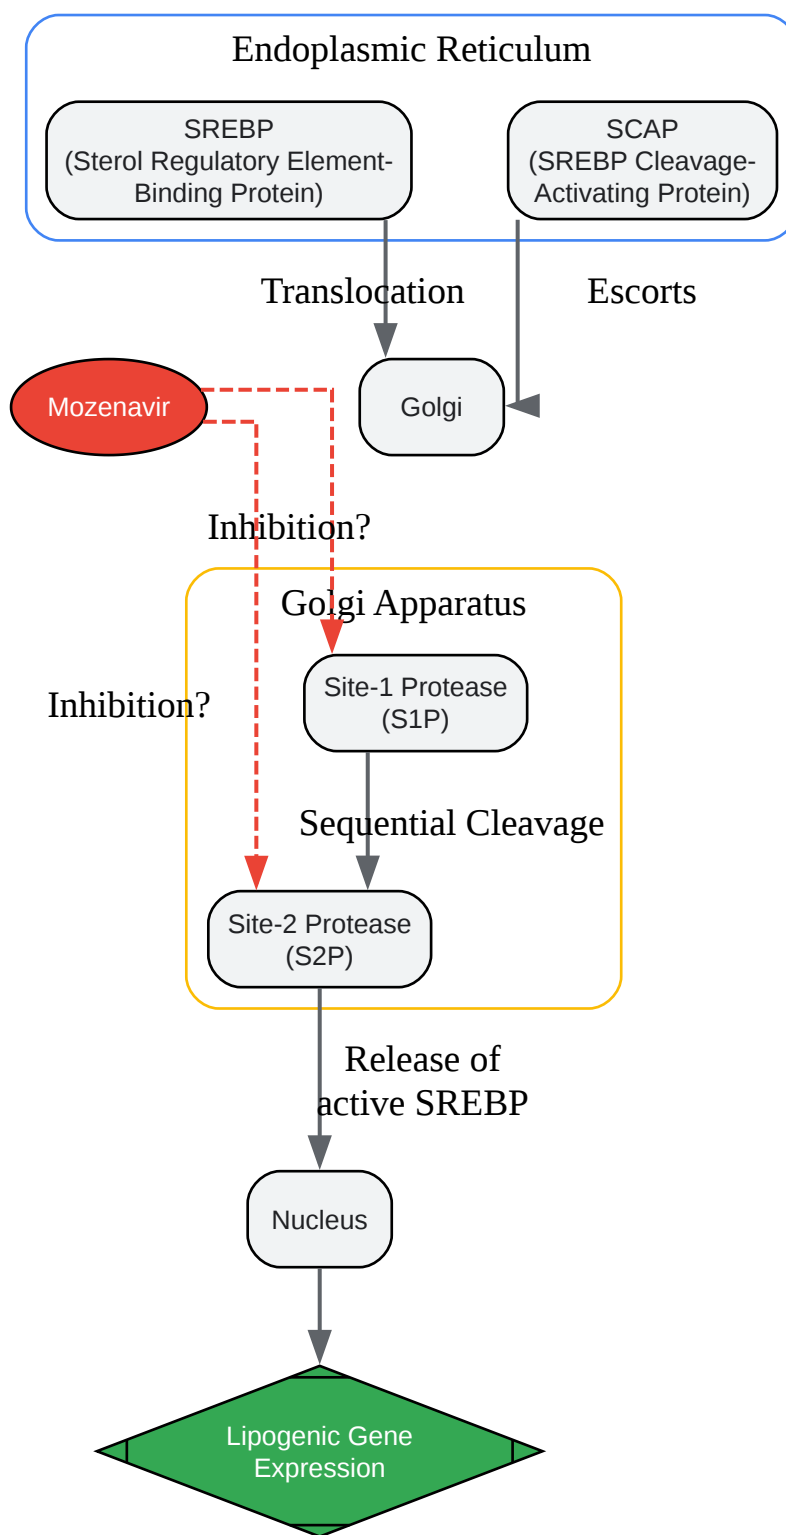 Endoplasmic Reticulum
SREBP
(Sterol Regulatory Element-
Binding Protein)
SCAP
(SREBP Cleavage-
Activating Protein)
Translocation
Escorts
Mozenavir
Golgi
Inhibition?
Golgi Apparatus
Site-1 Protease
(S1P)
Inhibition?
Sequential Cleavage
Site-2 Protease
(S2P)
Release of
active SREBP
Nucleus
Lipogenic Gene
Expression